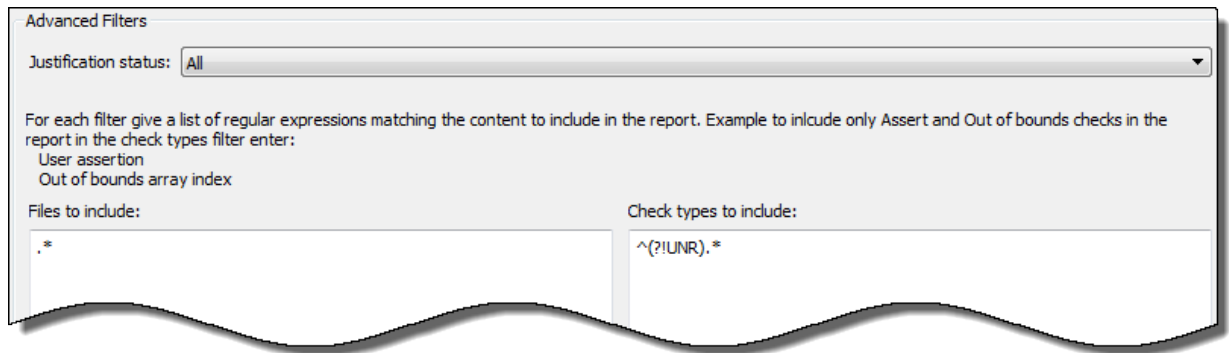 Advanced Filters
Justification status: All
For each filter give a list of regular expressions matching the content to include in the report. Example to inlcude only Assert and Out of bounds checks in the
report in the check types filter enter:
User assertion
Out of bounds array index
Files to include:
Check types to include:
.*
^(?!UNR).*